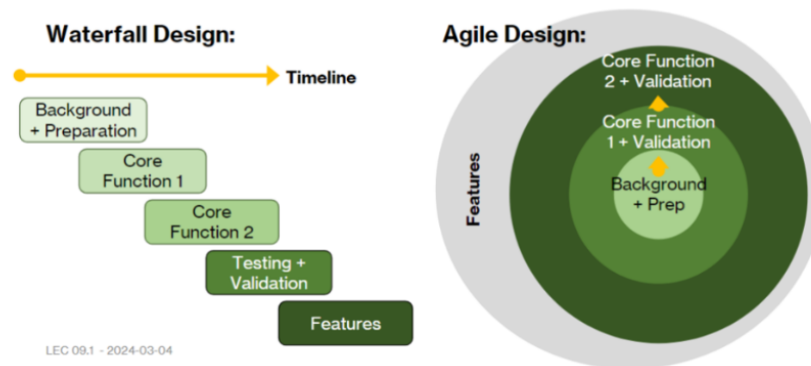 Waterfall Design:
Timeline
Background
+ Preparation
Core
Function 1
Core
Function 2
Testing +
Validation
Features
LEC 09.1 - 2024-03-04
Agile Design:
Core Function
2 + Validation
Core Function
1 + Validation
Background
+ Prep
Features